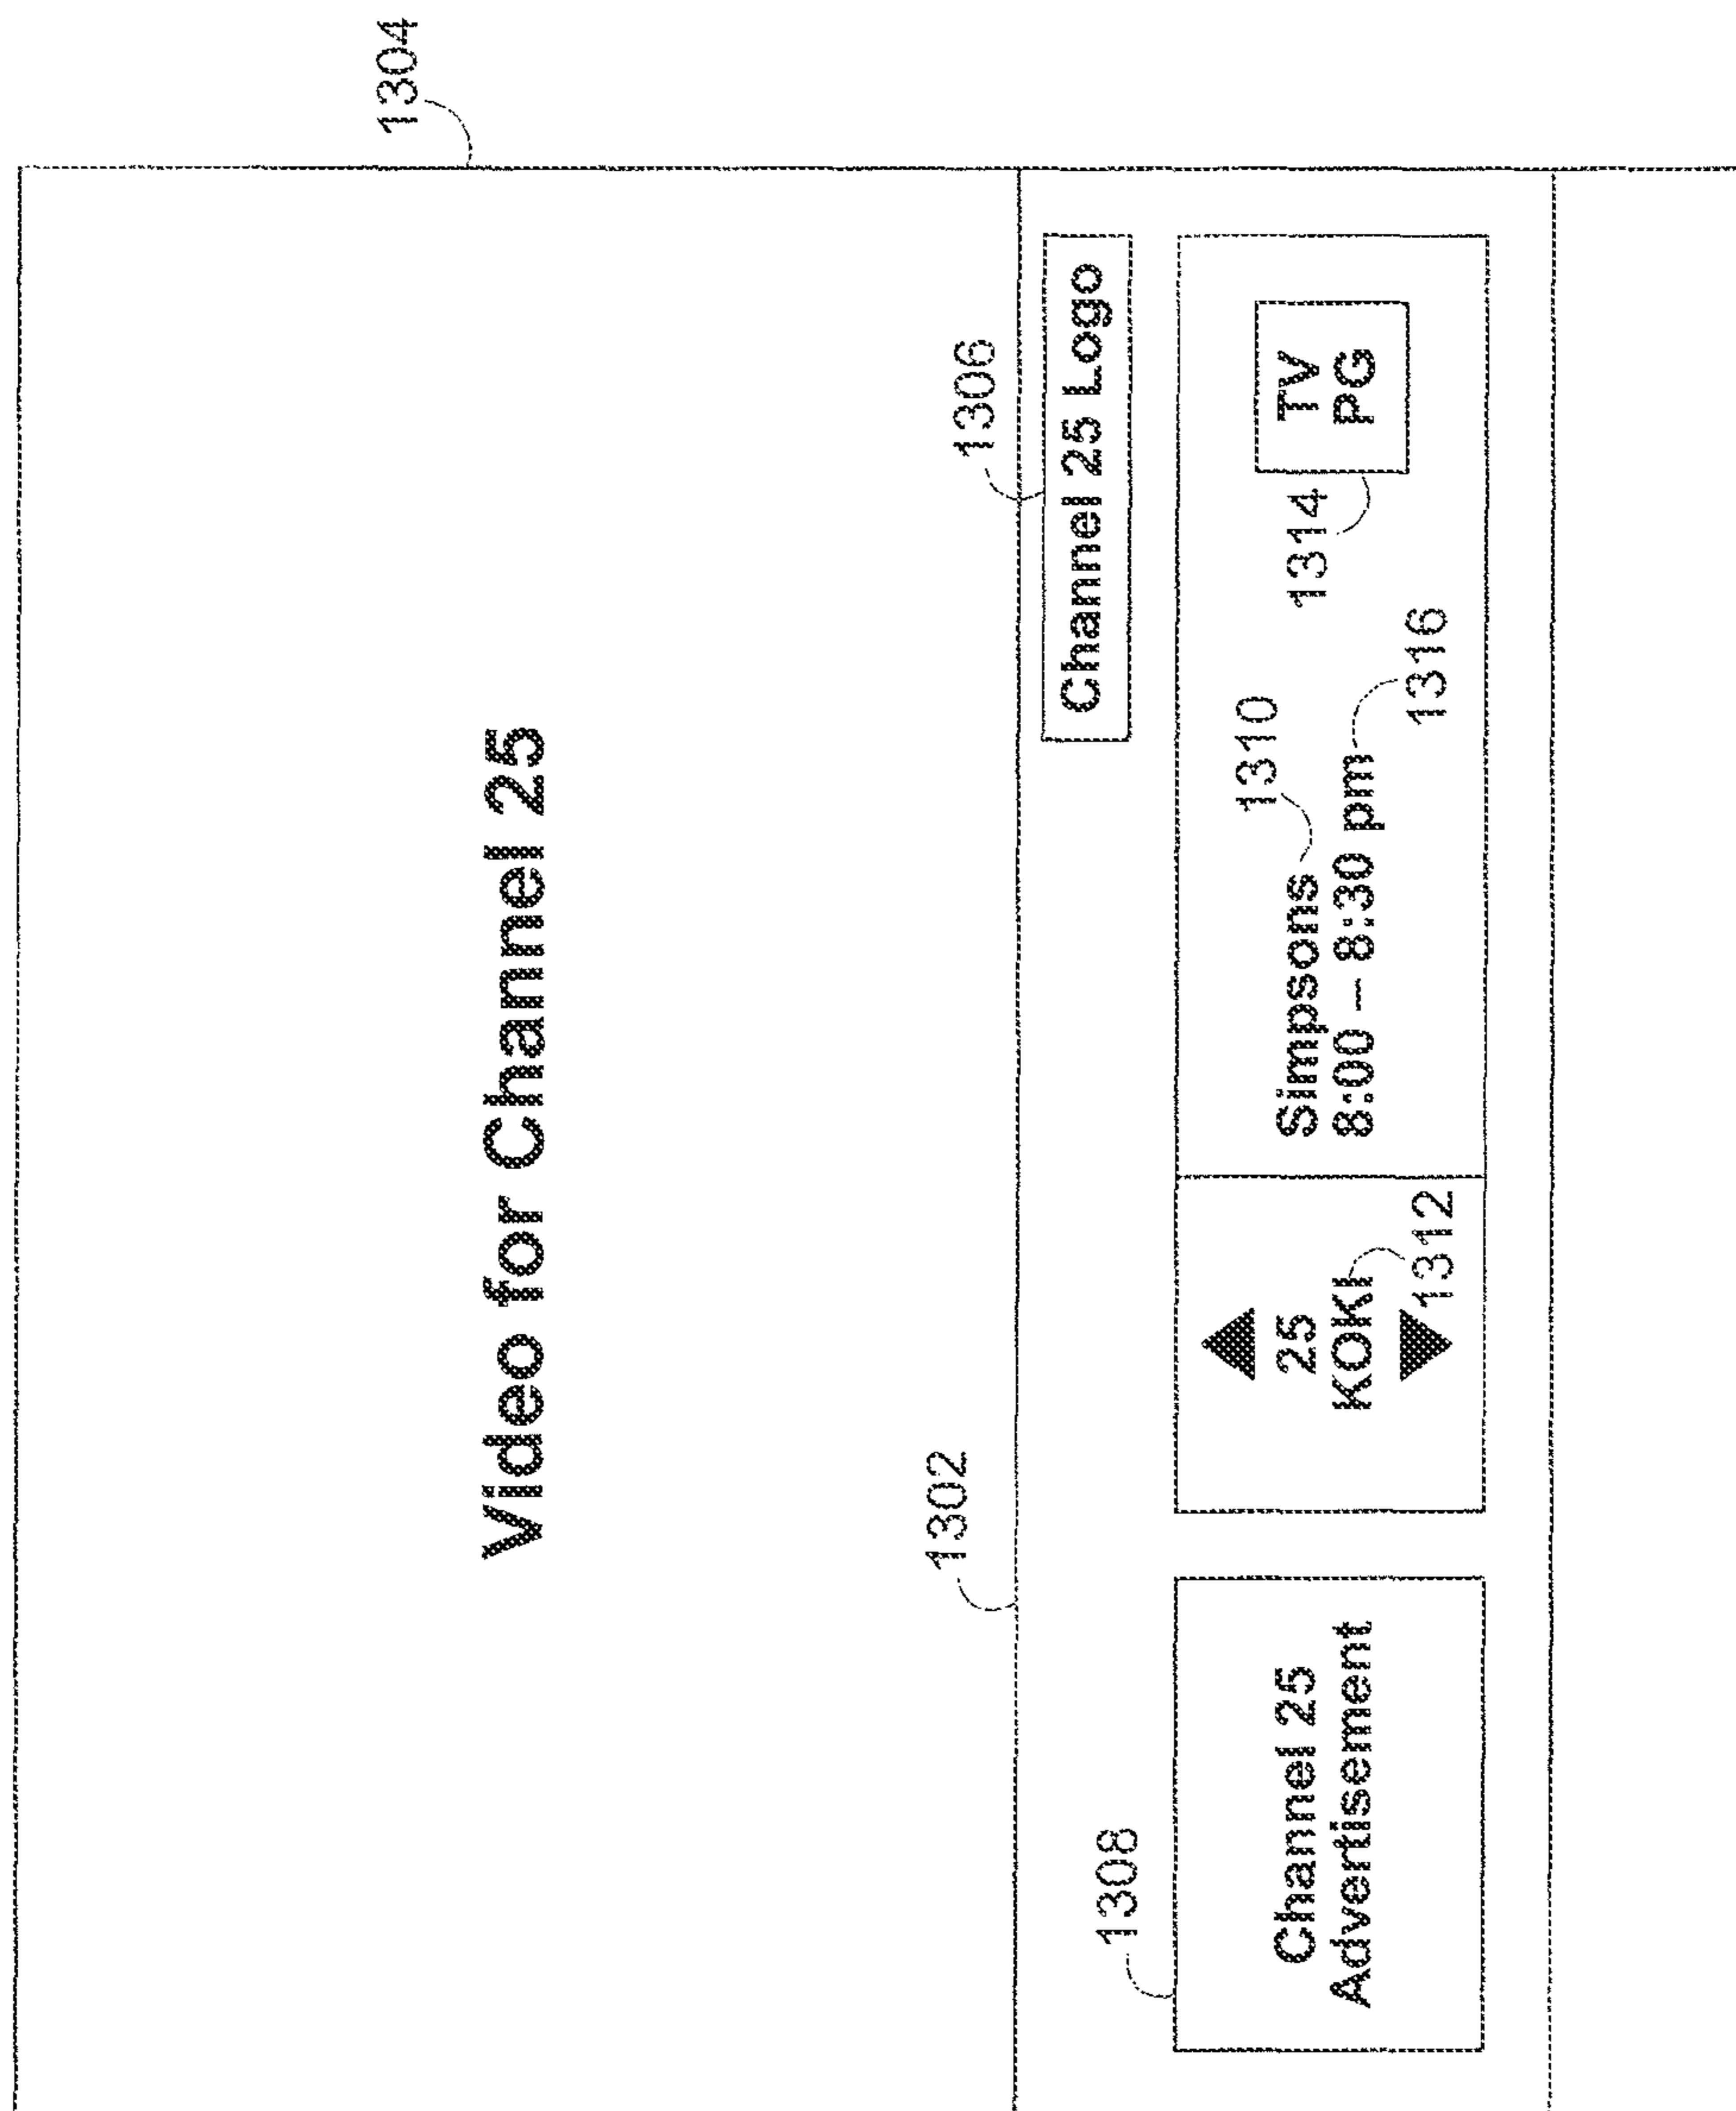 1304
Video for Channel 25
1302
1306
Channel 25 Logo
1308
Channel 25
Advertisement
25
KOKI
1312
1310
Simpsons
8:00 – 8:30 pm
1316
1314
TV
PG